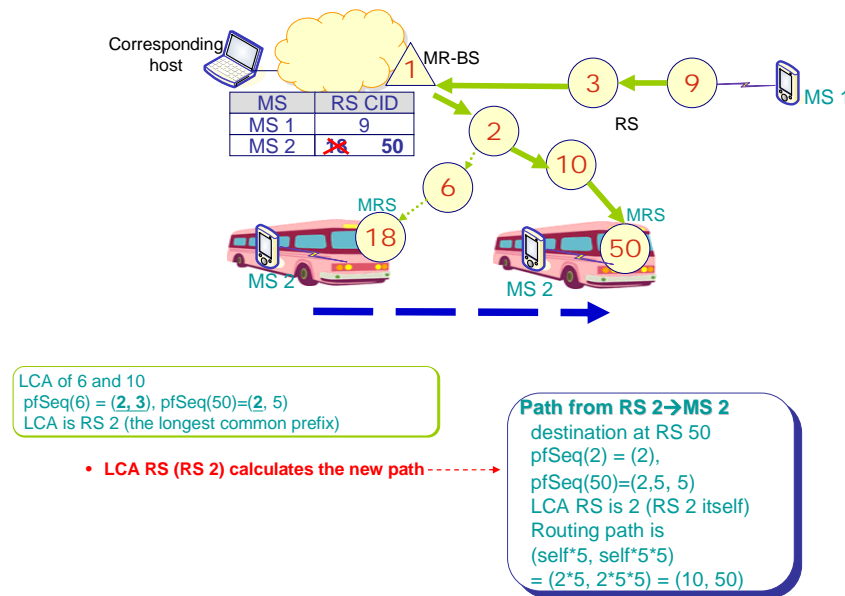 Corresponding
host
1
MR-BS
3
9
MS 1
RS
MS RS CID
MS 1 9
MS 2 18 50
2
10
6
MRS
18
MS 2
MRS
50
MS 2
LCA of 6 and 10
pfSeq(6) = (2, 3), pfSeq(50)=(2, 5)
LCA is RS 2 (the longest common prefix)
• LCA RS (RS 2) calculates the new path
Path from RS 2→MS 2
destination at RS 50
pfSeq(2) = (2),
pfSeq(50)=(2,5, 5)
LCA RS is 2 (RS 2 itself)
Routing path is
(self*5, self*5*5)
= (2*5, 2*5*5) = (10, 50)